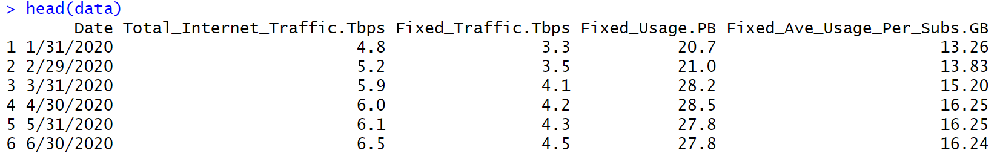 > head(data)
Date Total_Internet_Traffic.Tbps Fixed_Traffic.Tbps Fixed_Usage.PB Fixed_Ave_Usage_Per_Subs.GB
1 1/31/2020 4.8 3.3 20.7 13.26
2 2/29/2020 5.2 3.5 21.0 13.83
3 3/31/2020 5.9 4.1 28.2 15.20
4 4/30/2020 6.0 4.2 28.5 16.25
5 5/31/2020 6.1 4.3 27.8 16.25
6 6/30/2020 6.5 4.5 27.8 16.24